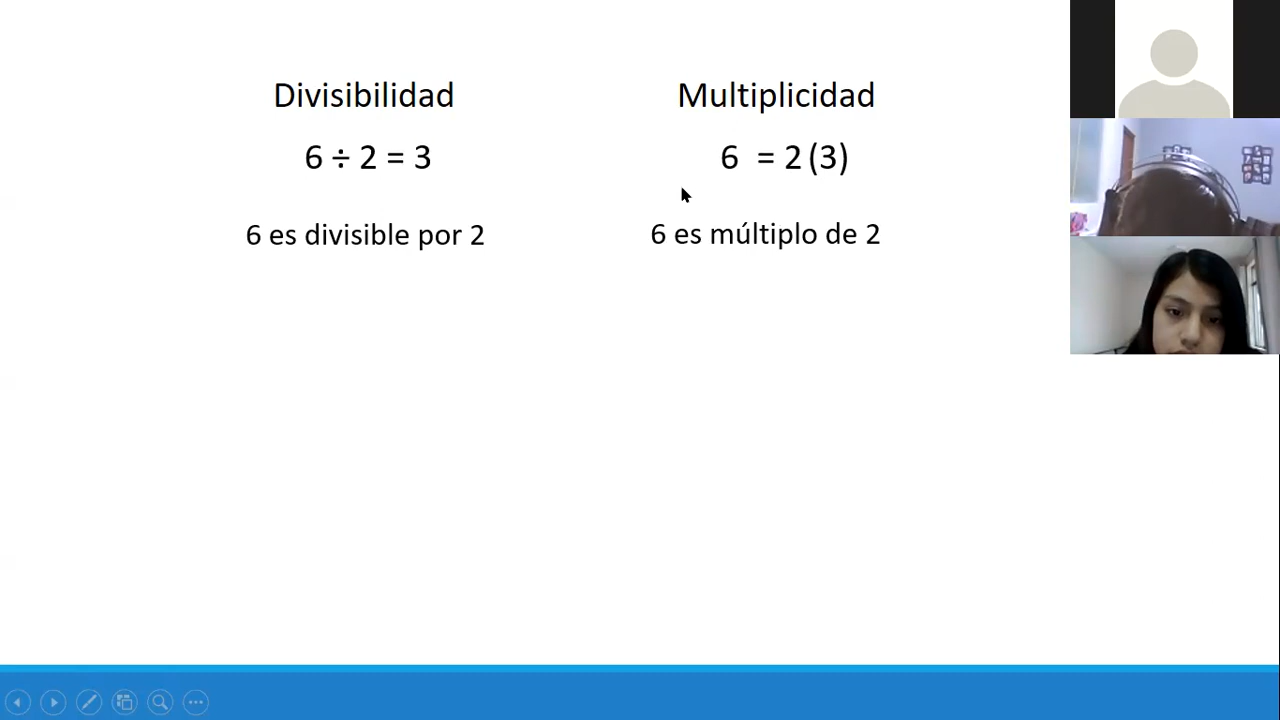 Divisibilidad
6 ÷ 2 = 3
6 es divisible por 2
Multiplicidad
6 = 2 (3)
6 es múltiplo de 2